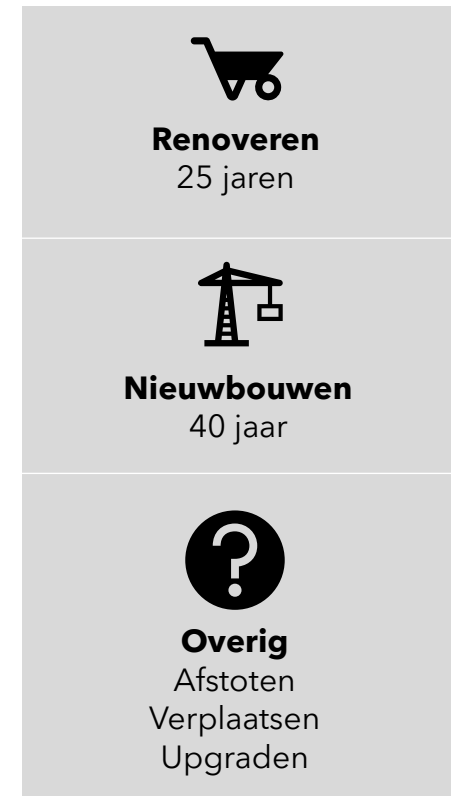 Renoveren
25 jaren
Nieuwbouwen
40 jaar
?
Overig
Afstoten
Verplaatsen
Upgraden